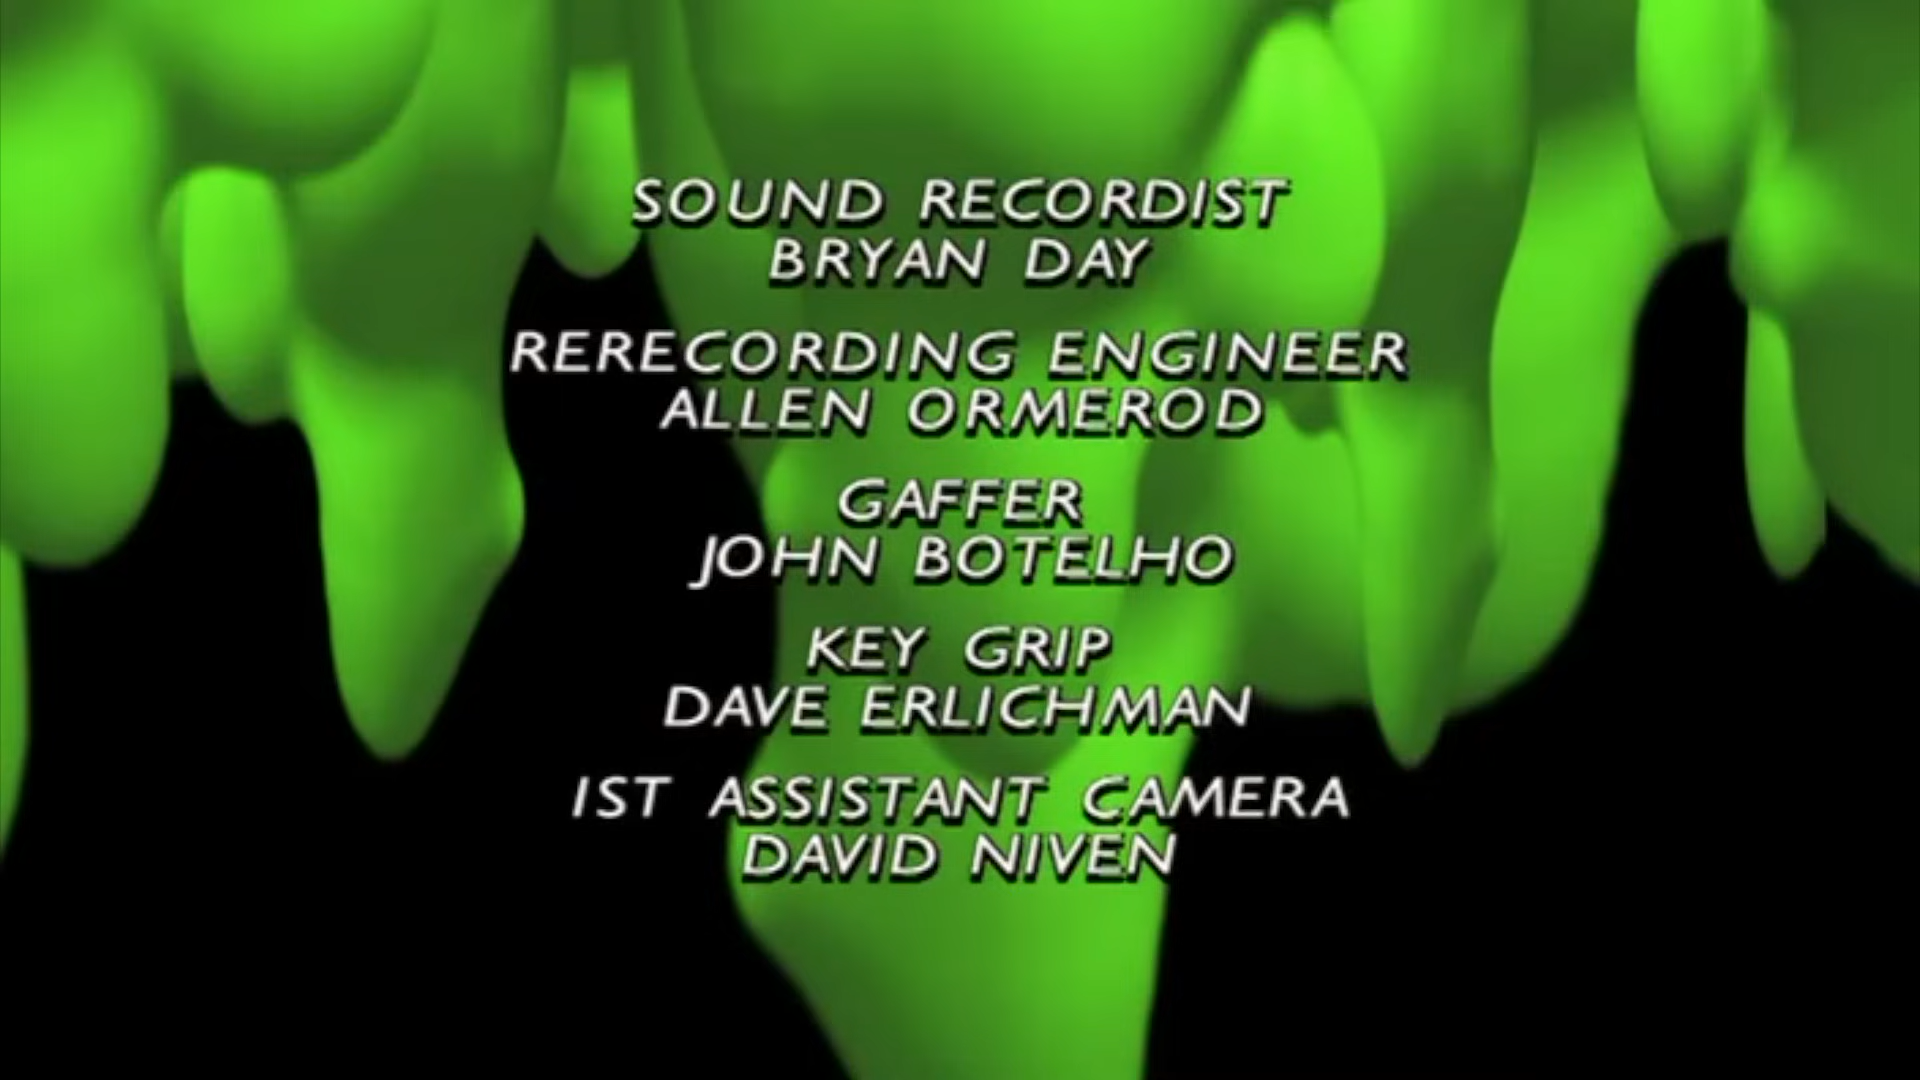 SOUND RECORDIST
BRYAN DAY
RERECORDING ENGINEER
ALLEN ORMEROD
GAFFER
JOHN BOTELHO
KEY GRIP
DAVE ERLICHMAN
1ST ASSISTANT CAMERA
DAVID NIVEN